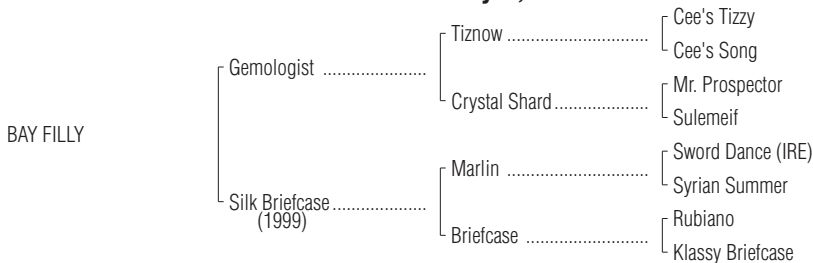 Cee's Tizzy
Tiznow
Cee's Song
Gemologist
Mr. Prospector
Crystal Shard
Sulemeif
BAY FILLY
Sword Dance (IRE)
Marlin
Syrian Summer
Silk Briefcase
(1999)
Rubiano
Briefcase
Klassy Briefcase